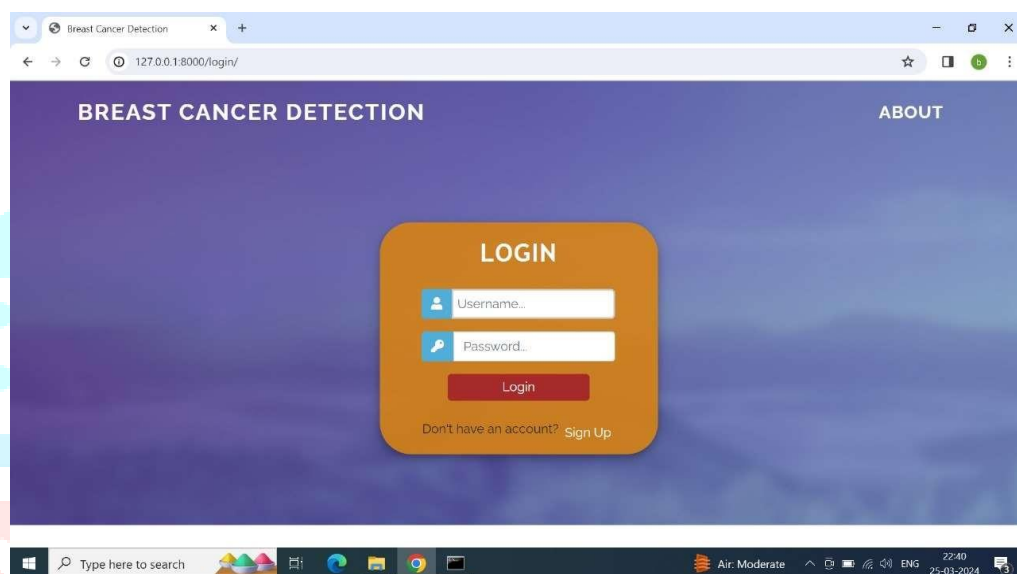 Breast Cancer Detection
127.0.0.1:8000/login/
b
BREAST CANCER DETECTION
ABOUT
LOGIN
Username...
Password...
Login
Don't have an account? Sign Up
Type here to search
Air: Moderate
ENG
22:40
25-03-2024
3